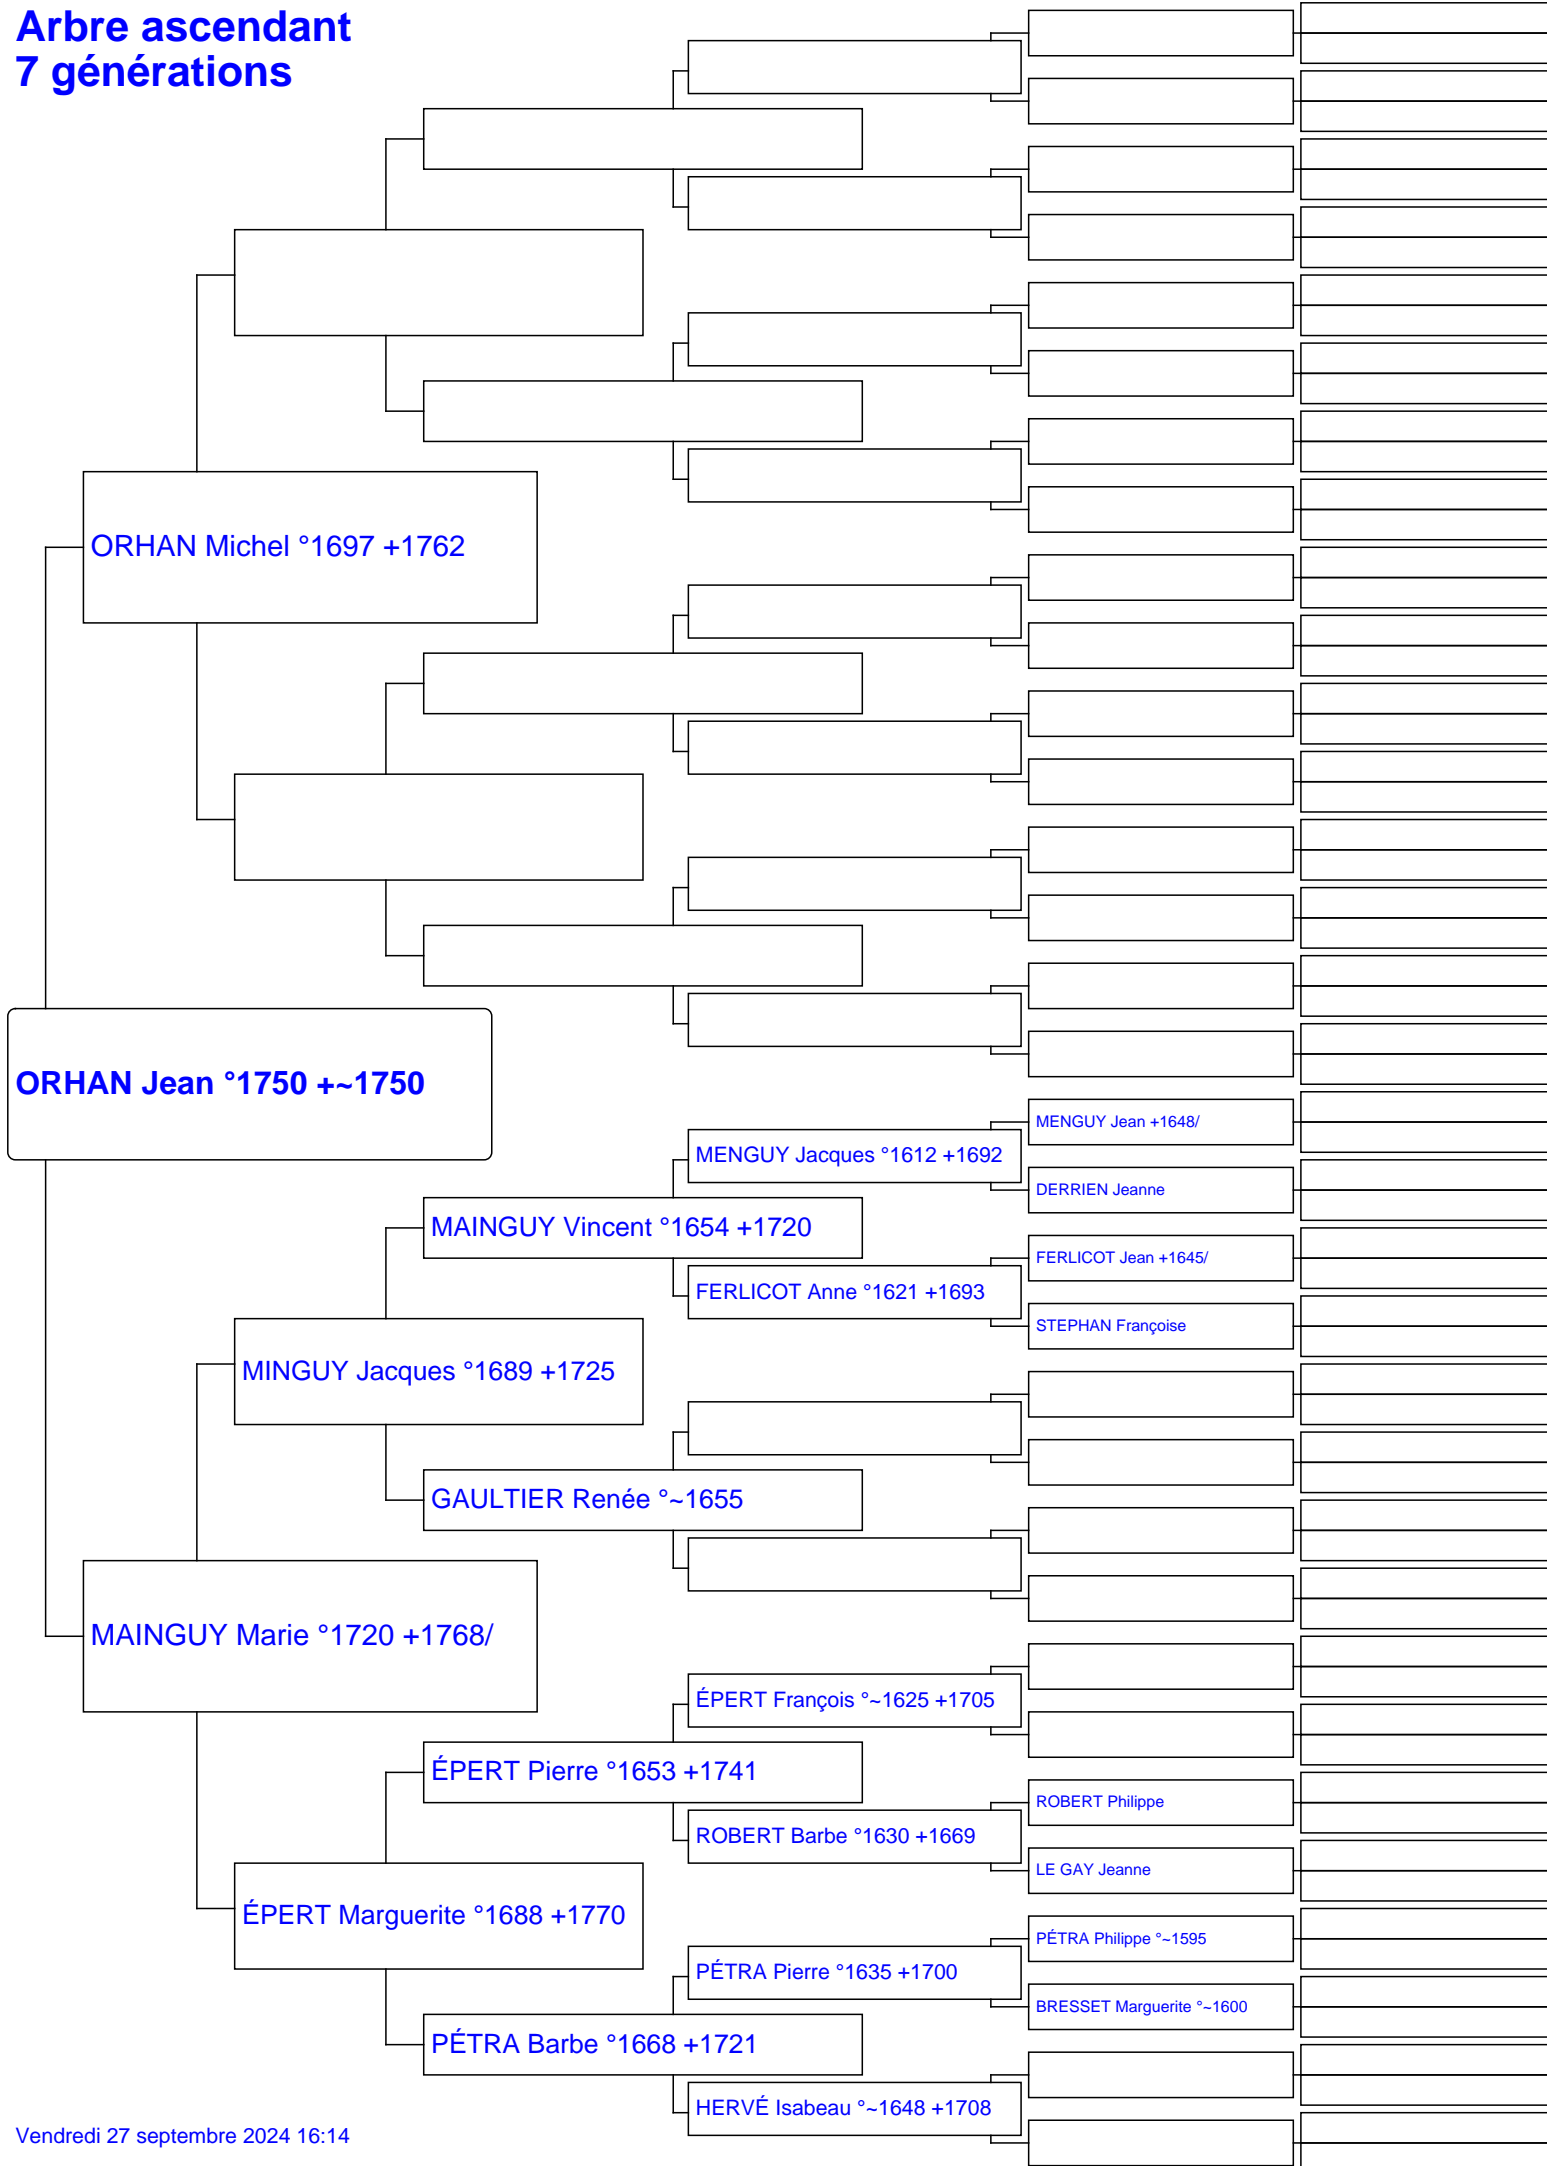 Arbre ascendant
7 générations
ORHAN Michel °1697 +1762
ORHAN Jean °1750 +~1750
MENGUY Jean +1648/
MENGUY Jacques °1612 +1692
DERRIEN Jeanne
MAINGUY Vincent °1654 +1720
FERLICOT Jean +1645/
FERLICOT Anne °1621 +1693
STEPHAN Françoise
MINGUY Jacques °1689 +1725
GAULTIER Renée °~1655
MAINGUY Marie °1720 +1768/
ÉPERT François °~1625 +1705
ÉPERT Pierre °1653 +1741
ROBERT Philippe
ROBERT Barbe °1630 +1669
LE GAY Jeanne
ÉPERT Marguerite °1688 +1770
PÉTRA Philippe °~1595
PÉTRA Pierre °1635 +1700
BRESSET Marguerite °~1600
PÉTRA Barbe °1668 +1721
HERVÉ Isabeau °~1648 +1708
Vendredi 27 septembre 2024 16:14